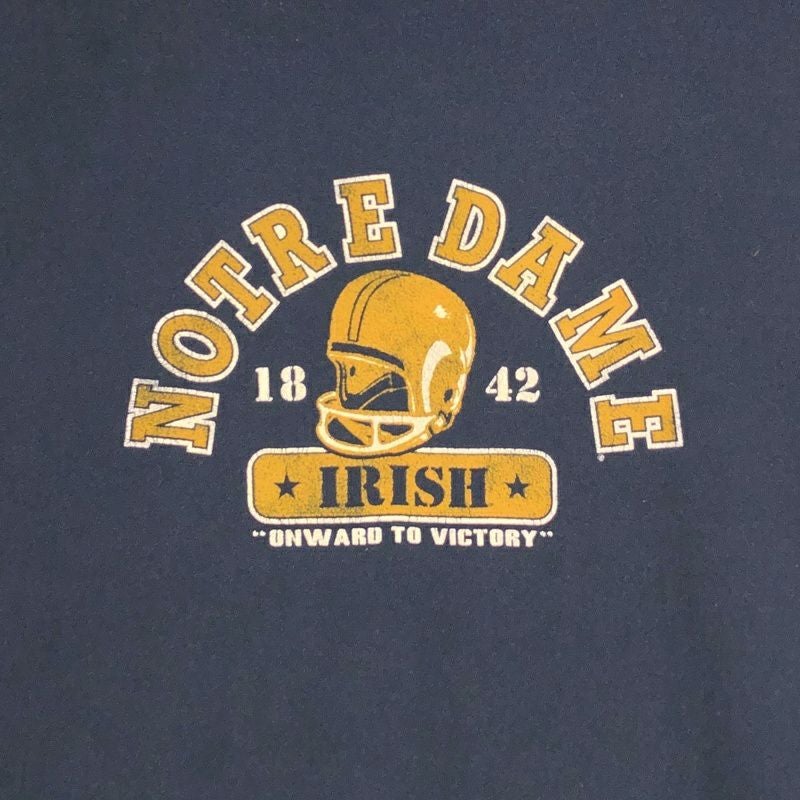 NOTRE DAME
18 42
IRISH
"ONWARD TO VICTORY"